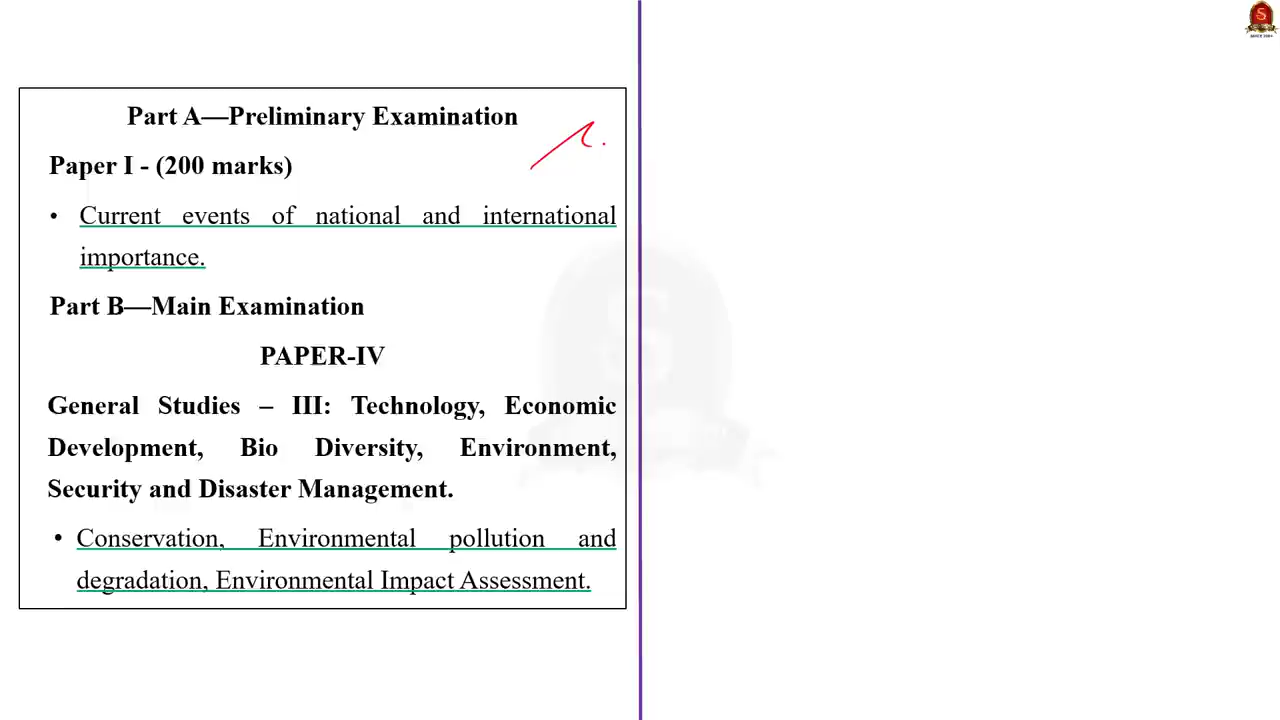 Part A—Preliminary Examination
Paper I - (200 marks)
• Current events of national and international
importance.
Part B—Main Examination
PAPER-IV
General Studies – III: Technology, Economic
Development, Bio Diversity, Environment,
Security and Disaster Management.
• Conservation, Environmental pollution and
degradation, Environmental Impact Assessment.
S
S